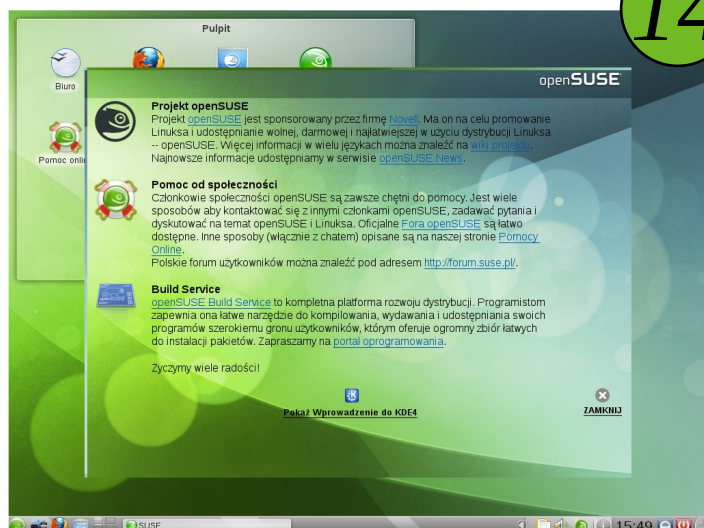 14
Pulpit
Biuro
Pomoc onli
openSUSE
Projekt openSUSE
Projekt openSUSE jest sponsorowany przez firmę Novell. Ma on na celu promowanie
Linuksa i udostępnianie wolnej, darmowej i najłatwiejszej w użyciu dystrybucji Linuksa
-- openSUSE. Więcej informacji w wielu językach można znaleźć na wiki projektu.
Najnowsze informacje udostępniamy w serwisie openSUSE News.
Pomoc od społeczności
Członkowie społeczności openSUSE są zawsze chętni do pomocy. Jest wiele
sposobów aby kontaktować się z innymi członkami openSUSE, zadawać pytania i
dyskutować na temat openSUSE i Linuksa. Oficjalne Fora openSUSE są łatwo
dostępne. Inne sposoby (włącznie z chatem) opisane są na naszej stronie Pomocy
Online.
Polskie forum użytkowników można znaleźć pod adresem http://forum.suse.pl/.
Build Service
openSUSE Build Service to kompletna platforma rozwoju dystrybucji. Programistom
zapewnia ona łatwe narzędzie do kompilowania, wydawania i udostępniania swoich
programów szerokiemu gronu użytkowników, którym oferuje ogromny zbiór łatwych
do instalacji pakietów. Zapraszamy na portal oprogramowania.
Życzymy wiele radości!
Pokaż Wprowadzenie do KDE4
ZAMKNIJ
SUSE
15:49